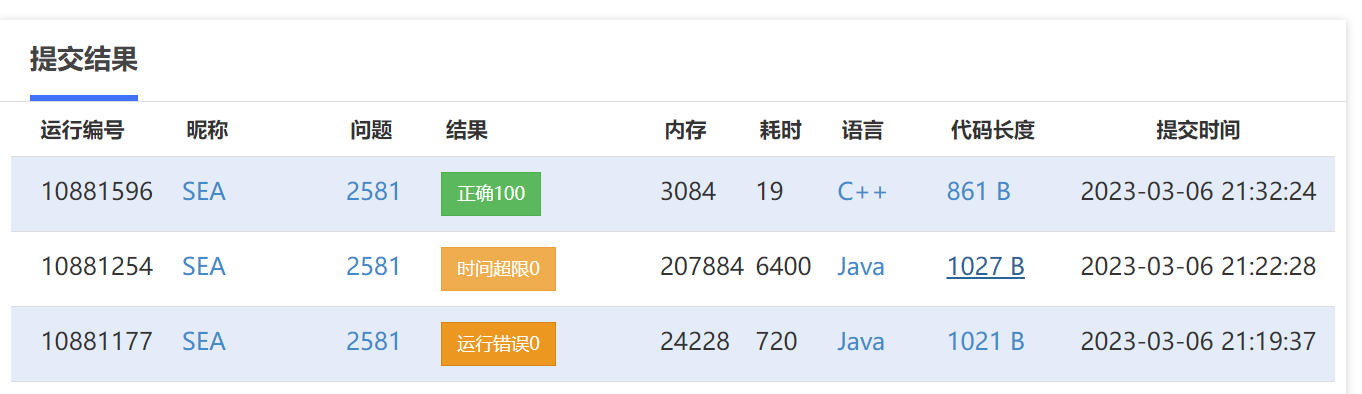 提交结果
运行编号 昵称 问题 结果 内存 耗时 语言 代码长度 提交时间
10881596 SEA 2581 正确100 3084 19 C++ 861 B 2023-03-06 21:32:24
10881254 SEA 2581 时间超限0 207884 6400 Java 1027 B 2023-03-06 21:22:28
10881177 SEA 2581 运行错误0 24228 720 Java 1021 B 2023-03-06 21:19:37